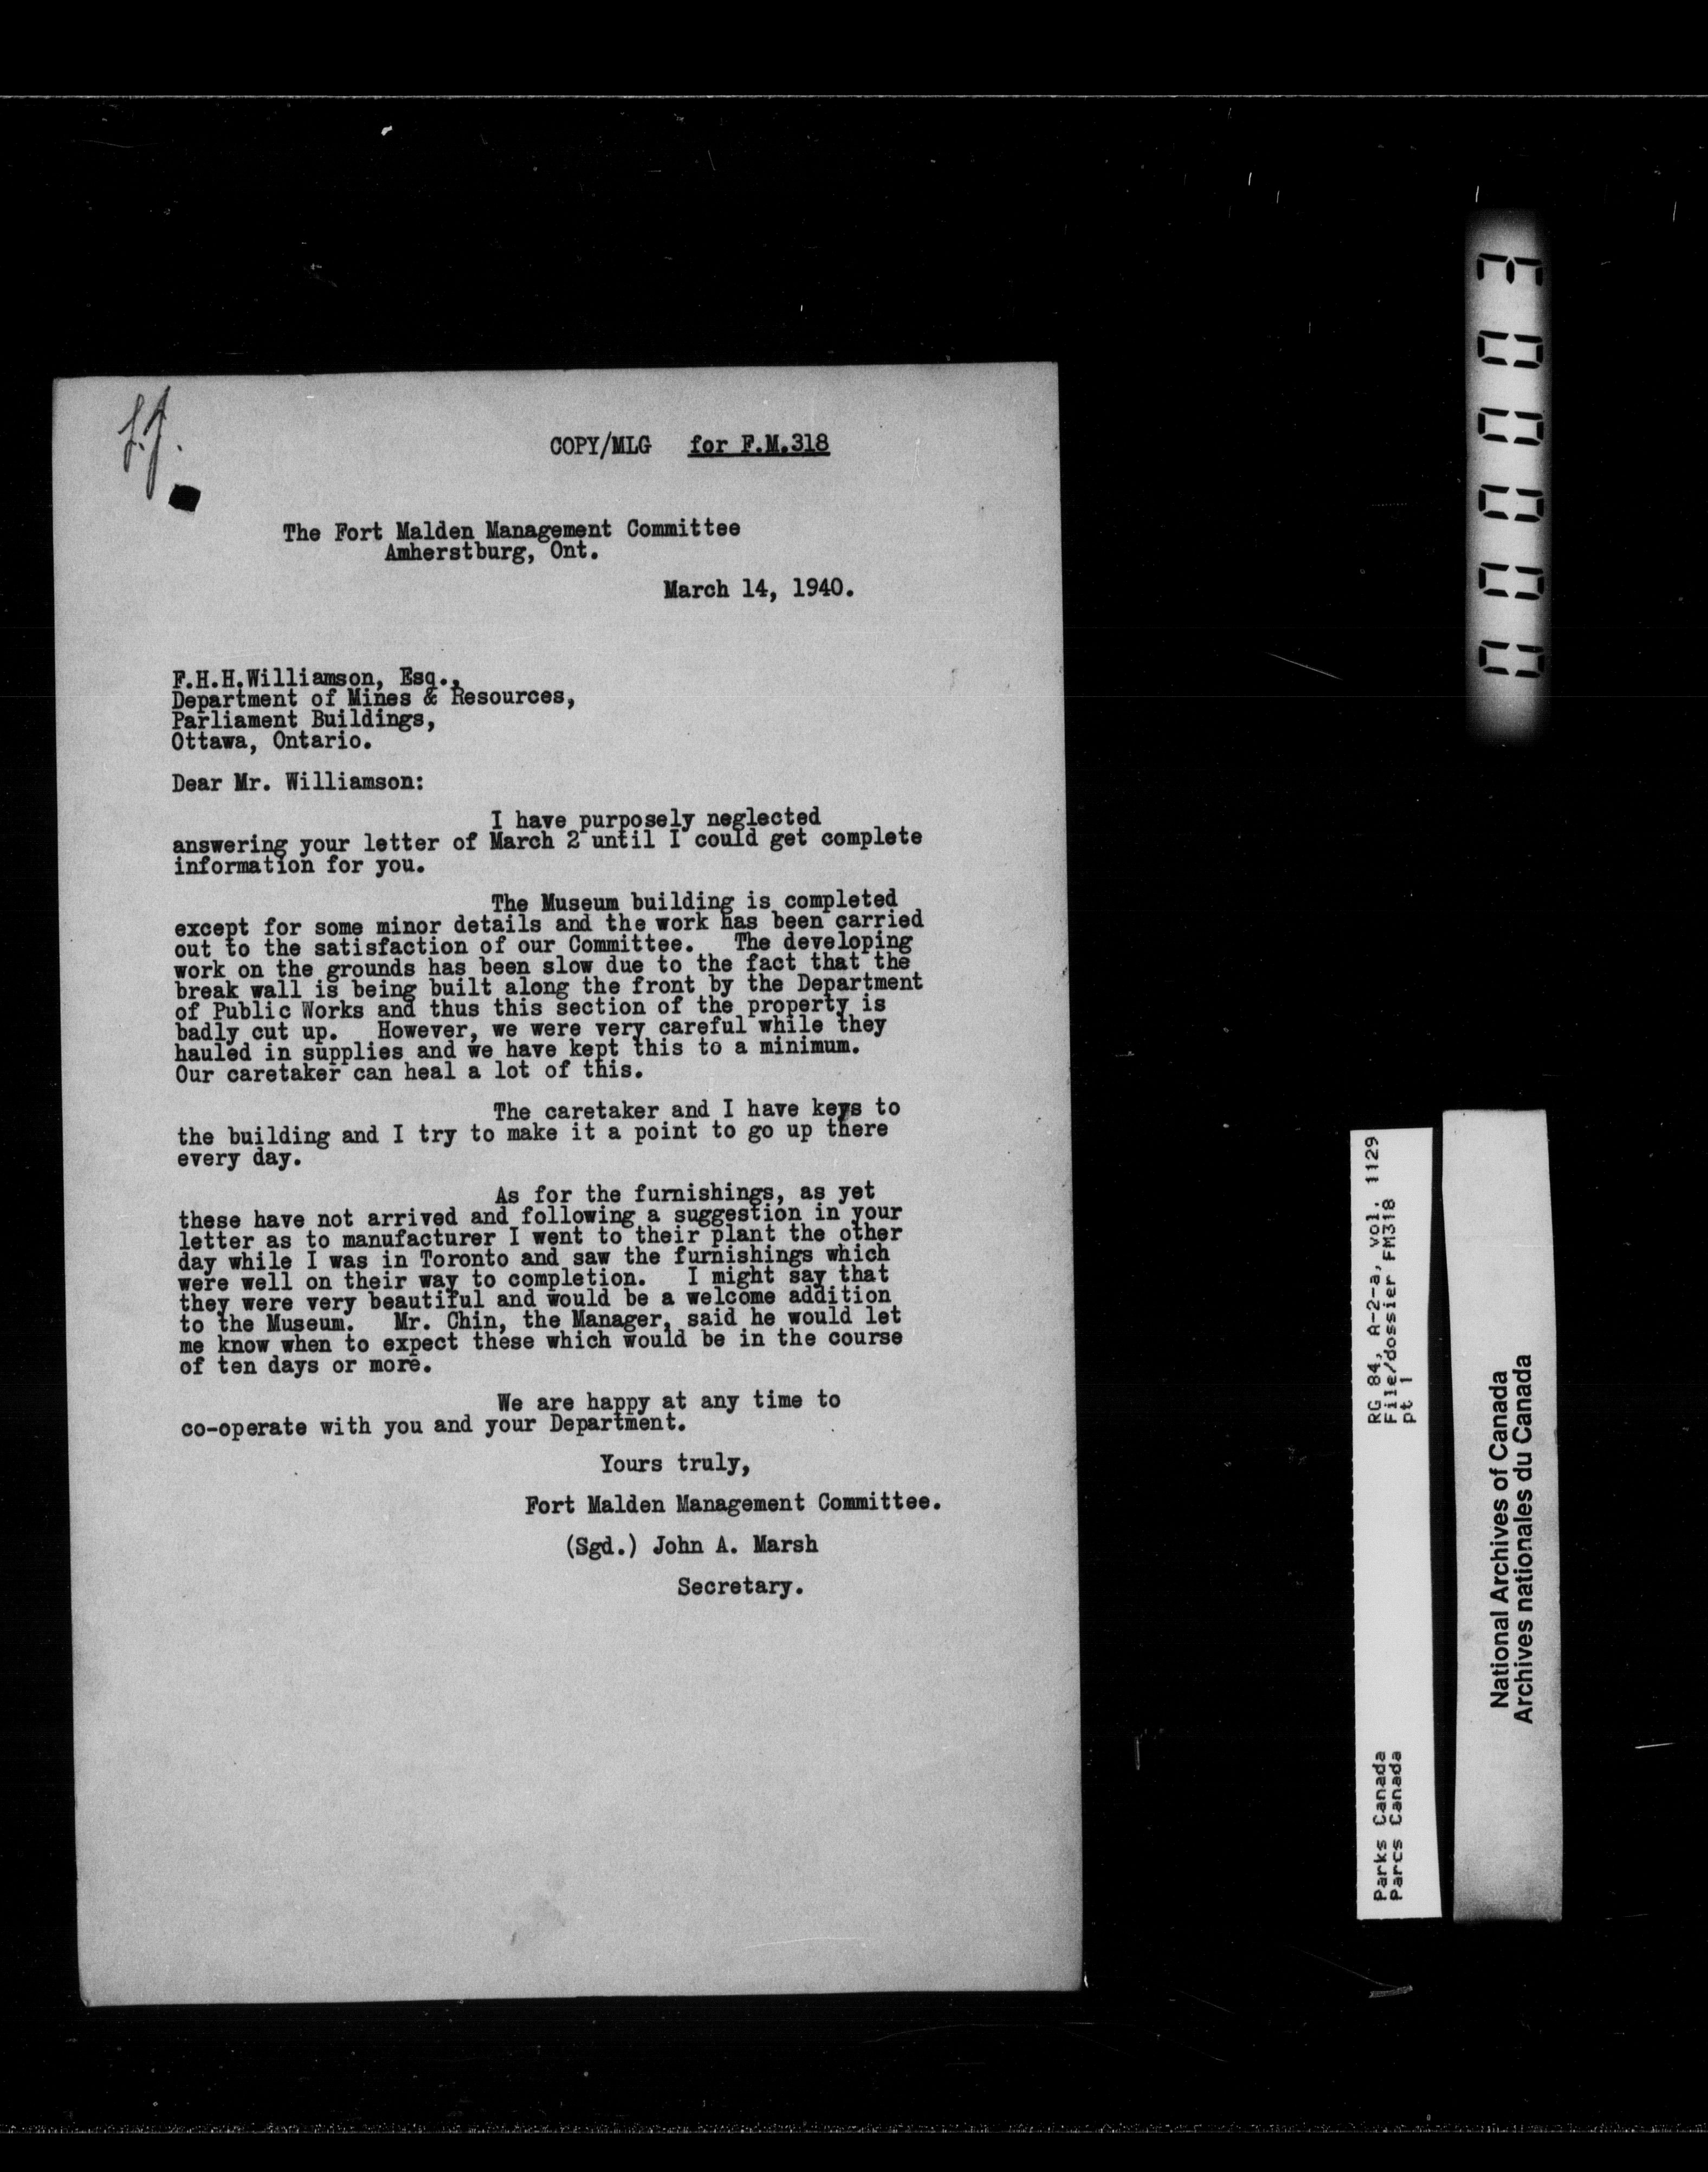 COPY/MLG for F.M.318
The Fort Malden Management Committee
Amherstburg, Ont.
March 14, 1940.
F.H.H.Williamson, Esq.,
Department of Mines & Resources,
Parliament Buildings,
Ottawa, Ontario.
Dear Mr. Williamson:
I have purposely neglected
answering your letter of March 2 until I could get complete
information for you.
The Museum building is completed
except for some minor details and the work has been carried
out to the satisfaction of our Committee. The developing
work on the grounds has been slow due to the fact that the
break wall is being built along the front by the Department
of Public Works and thus this section of the property is
badly cut up. However, we were very careful while they
hauled in supplies and we have kept this to a minimum.
Our caretaker can heal a lot of this.
The caretaker and I have keys to
the building and I try to make it a point to go up there
every day.
As for the furnishings, as yet
these have not arrived and following a suggestion in your
letter as to manufacturer I went to their plant the other
day while I was in Toronto and saw the furnishings which
were well on their way to completion. I might say that
they were very beautiful and would be a welcome addition
to the Museum. Mr. Chin, the Manager, said he would let
me know when to expect these which would be in the course
of ten days or more.
We are happy at any time to
co-operate with you and your Department.
Yours truly,
Fort Malden Management Committee.
(Sgd.) John A. Marsh
Secretary.
000003
Parks Canada
Parcs Canada
RG 84, A-2-a, vol. 1129
File/dossier FM318
pt 1
National Archives of Canada
Archives nationales du Canada